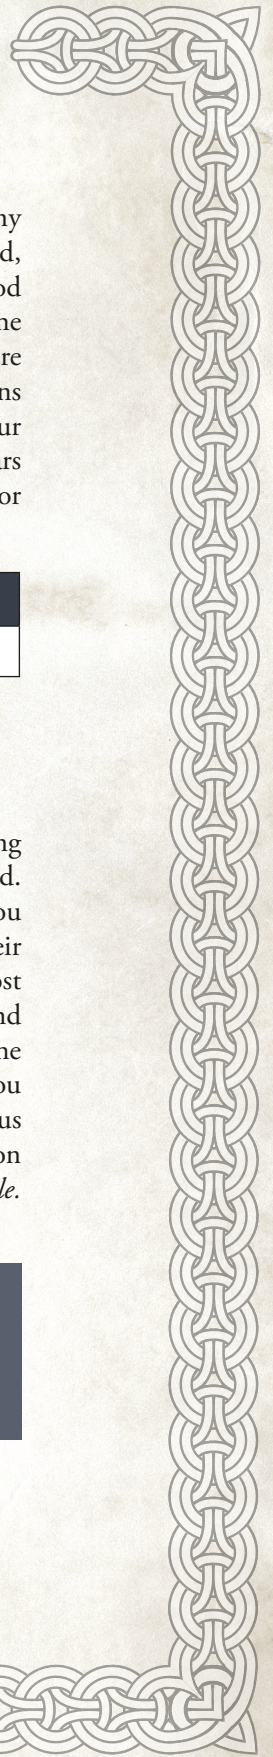 ny
d,
od
ne
re
ns
ur
ars
or
ng
d.
ou
eir
ost
nd
ne
ou
us
on
le.